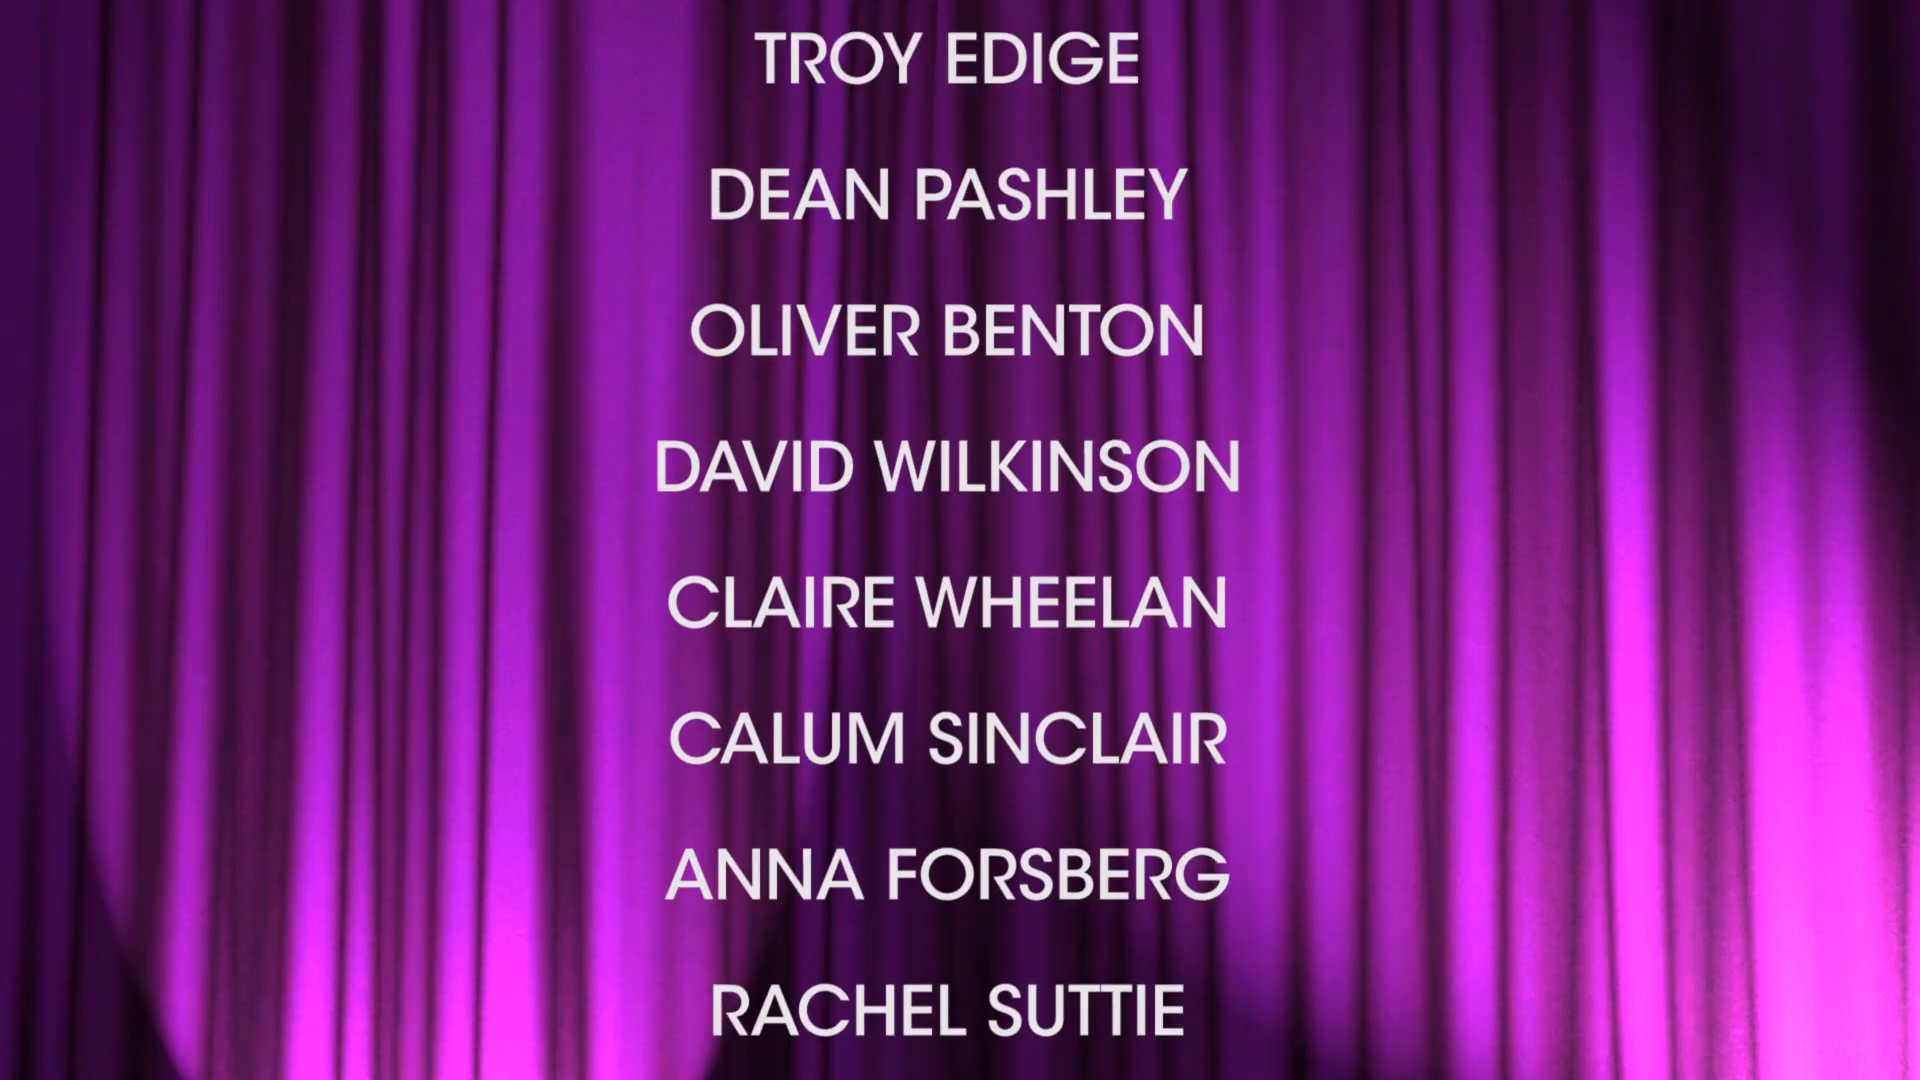 TROY EDIGE
DEAN PASHLEY
OLIVER BENTON
DAVID WILKINSON
CLAIRE WHEELAN
CALUM SINCLAIR
ANNA FORSBERG
RACHEL SUTTIE